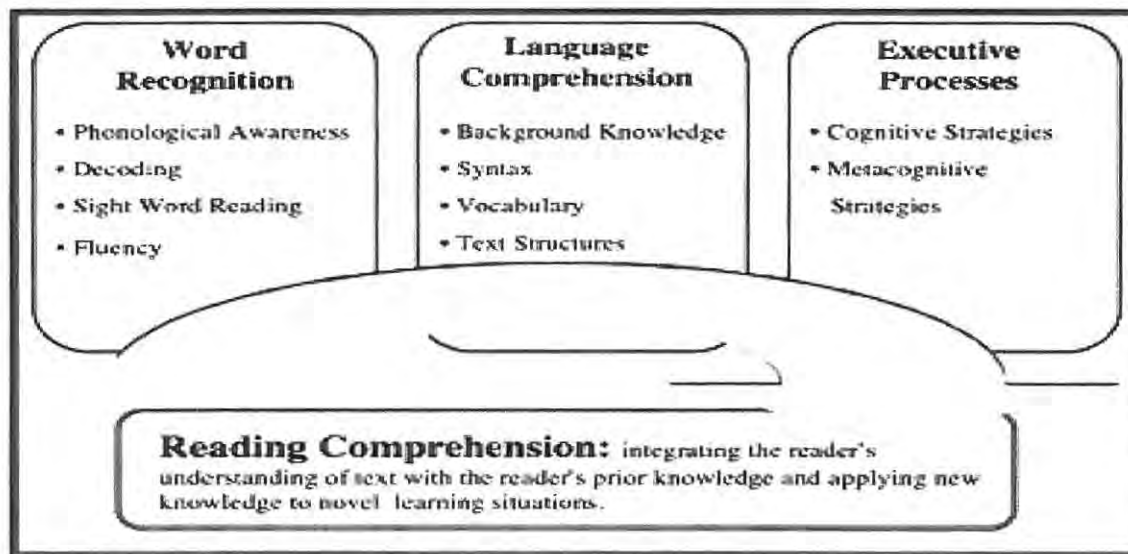 Word
Recognition
• Phonological Awareness
• Decoding
• Sight Word Reading
• Fluency
Language
Comprehension
• Background Knowledge
• Syntax
• Vocabulary
• Text Structures
Executive
Processes
• Cognitive Strategies
• Metacognitive
Strategies
Reading Comprehension: integrating the reader's
understanding of text with the reader's prior knowledge and applying new
knowledge to novel learning situations.